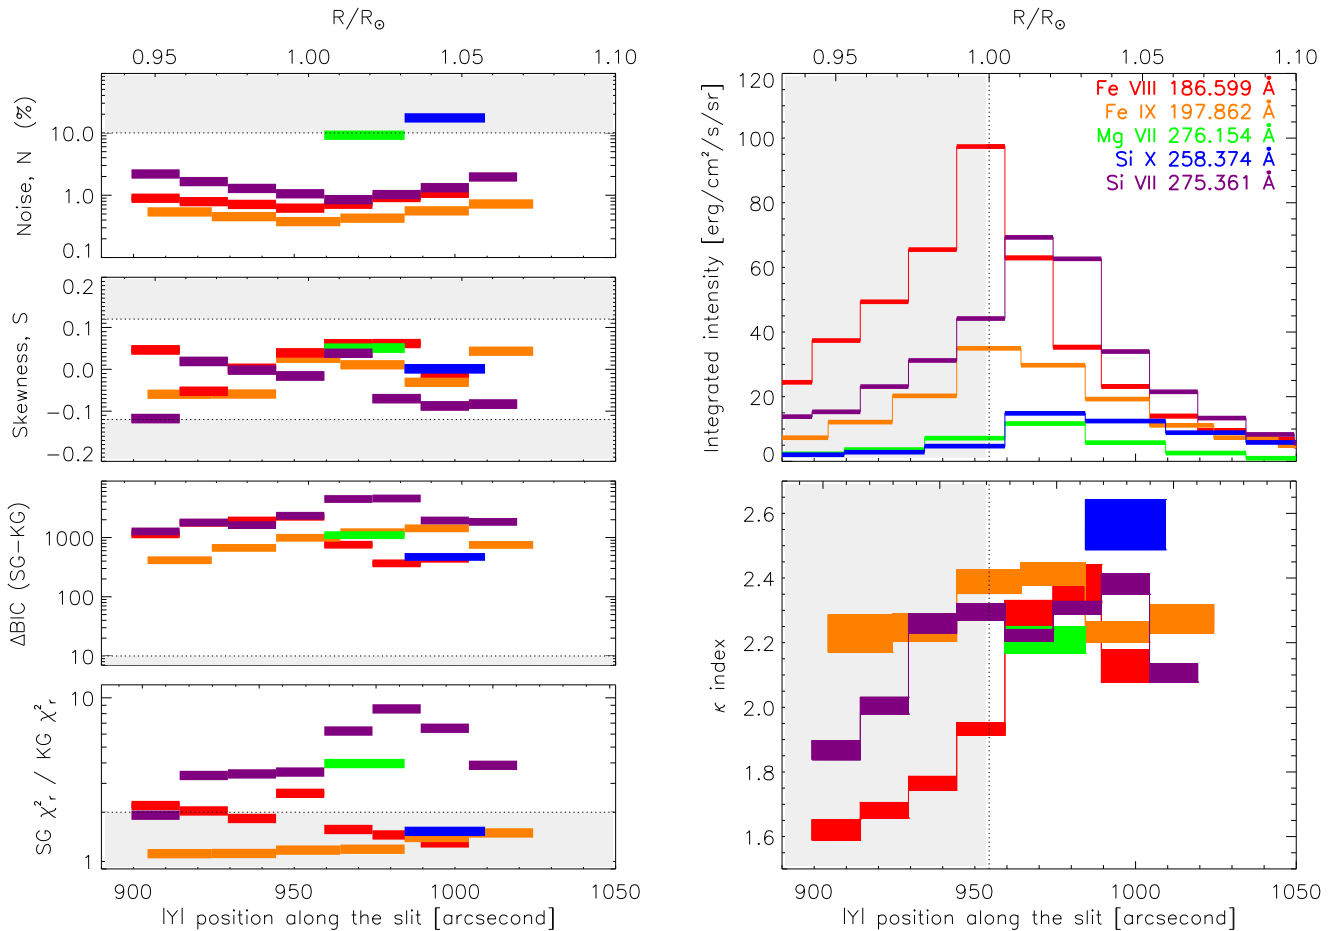 R/R☉
0.95 1.00 1.05
Noise, N (%)
10.0
1.0
0.1
Skewness, S
0.2
0.1
0.0
−0.1
−0.2
ΔBIC (SG−KG)
1000
100
10
SG χ²r / KG χ²r
10
1
900 950 1000 1050
|Y| position along the slit [arcsecond]
R/R☉
0.95 1.00 1.05 1.10
Integrated intensity [erg/cm²/s/sr]
120
100
80
60
40
20
0
Fe VIII 186.599 Å
Fe IX 197.862 Å
Mg VII 276.154 Å
Si X 258.374 Å
Si VII 275.361 Å
κ index
2.6
2.4
2.2
2.0
1.8
1.6
900 950 1000 1050
|Y| position along the slit [arcsecond]